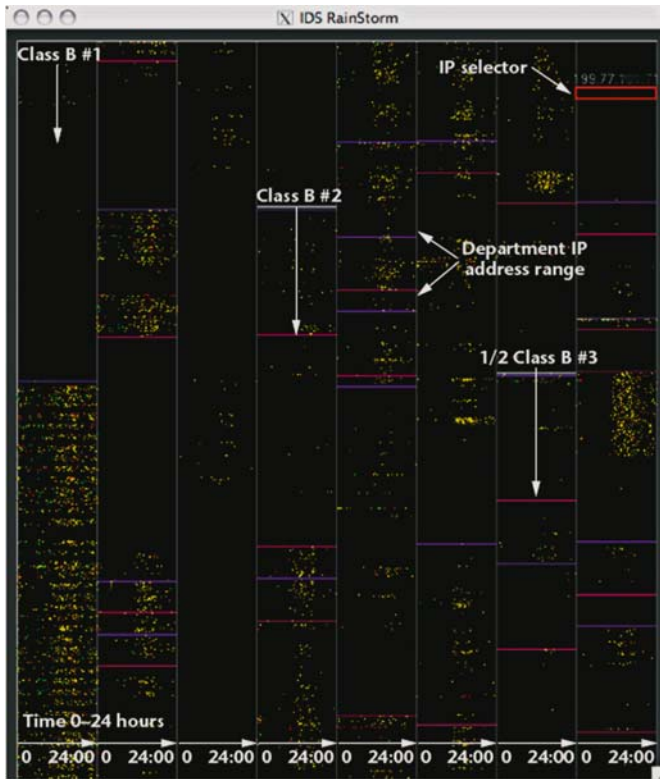 X IDS RainStorm
Class B #1
IP selector
199.77.
Class B #2
Department IP
address range
1/2 Class B #3
Time 0–24 hours
0 24:00 0 24:00 0 24:00 0 24:00 0 24:00 0 24:00 0 24:00 0 24:00